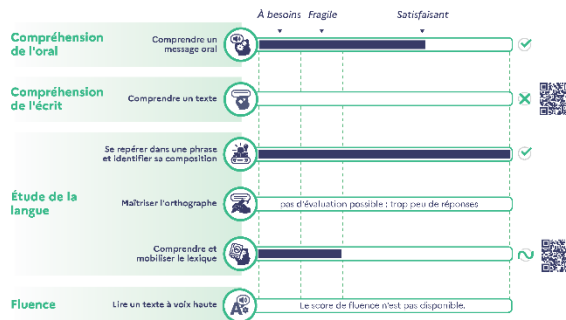 À besoins Fragile Satisfaisant
Compréhension de l'oral
Comprendre un message oral
Compréhension de l'écrit
Comprendre un texte
Étude de la langue
Se repérer dans une phrase et identifier sa composition
Maîtriser l'orthographe
pas d'évaluation possible ; trop peu de réponses
Comprendre et mobiliser le lexique
Fluence
Lire un texte à voix haute
Le score de fluence n'est pas disponible.